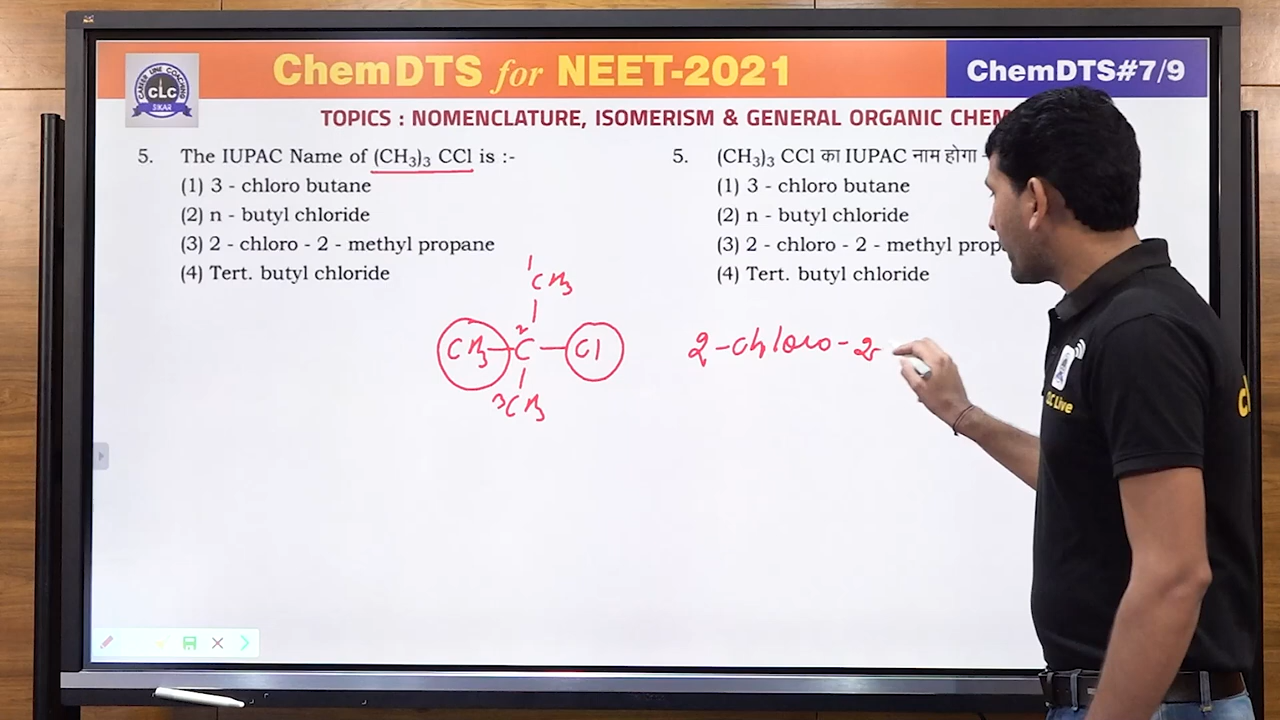 ChemDTS for NEET-2021
ChemDTS#7/9
CLC
SIKAR
TOPICS : NOMENCLATURE, ISOMERISM & GENERAL ORGANIC CHEM
5. The IUPAC Name of (CH₃)₃ CCl is :-
(1) 3 - chloro butane
(2) n - butyl chloride
(3) 2 - chloro - 2 - methyl propane
(4) Tert. butyl chloride
5. (CH₃)₃ CCl का IUPAC नाम होगा -
(1) 3 - chloro butane
(2) n - butyl chloride
(3) 2 - chloro - 2 - methyl prop
(4) Tert. butyl chloride
¹CH₃
CH₃-C²-Cl
³CH₃
2-chloro-2-
Live